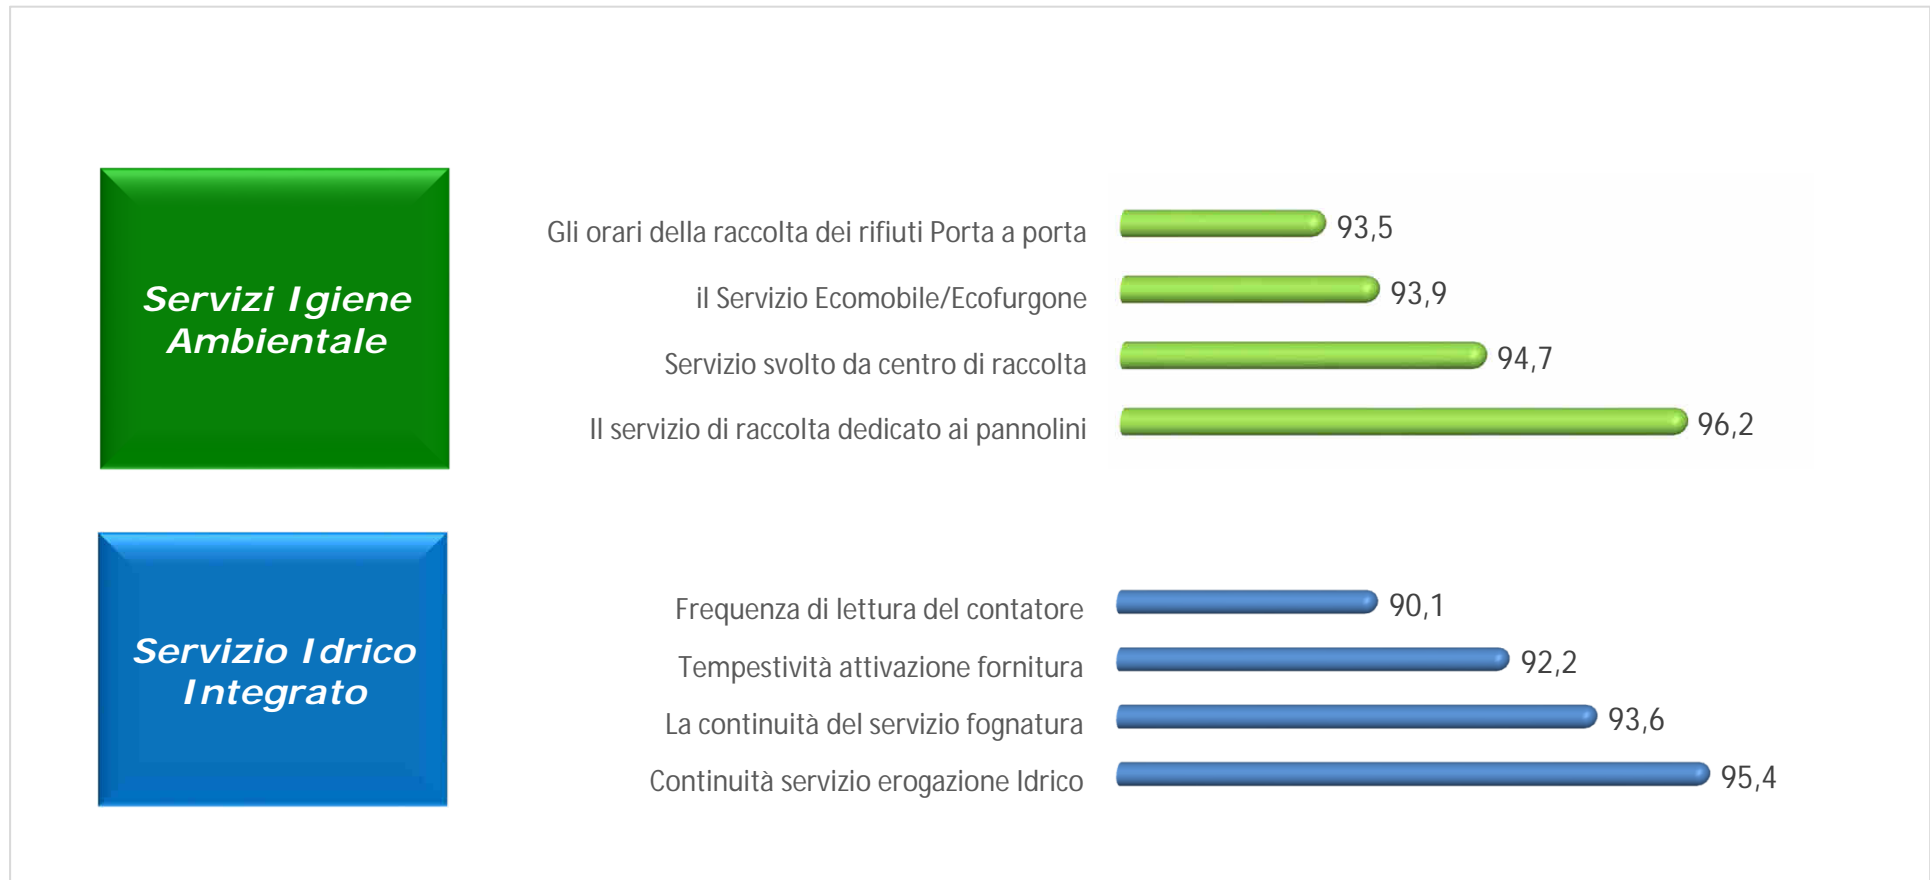 Servizi Igiene
Ambientale
Gli orari della raccolta dei rifiuti Porta a porta 93,5
il Servizio Ecomobile/Ecofurgone 93,9
Servizio svolto da centro di raccolta 94,7
Il servizio di raccolta dedicato ai pannolini 96,2
Servizio Idrico
Integrato
Frequenza di lettura del contatore 90,1
Tempestività attivazione fornitura 92,2
La continuità del servizio fognatura 93,6
Continuità servizio erogazione Idrico 95,4